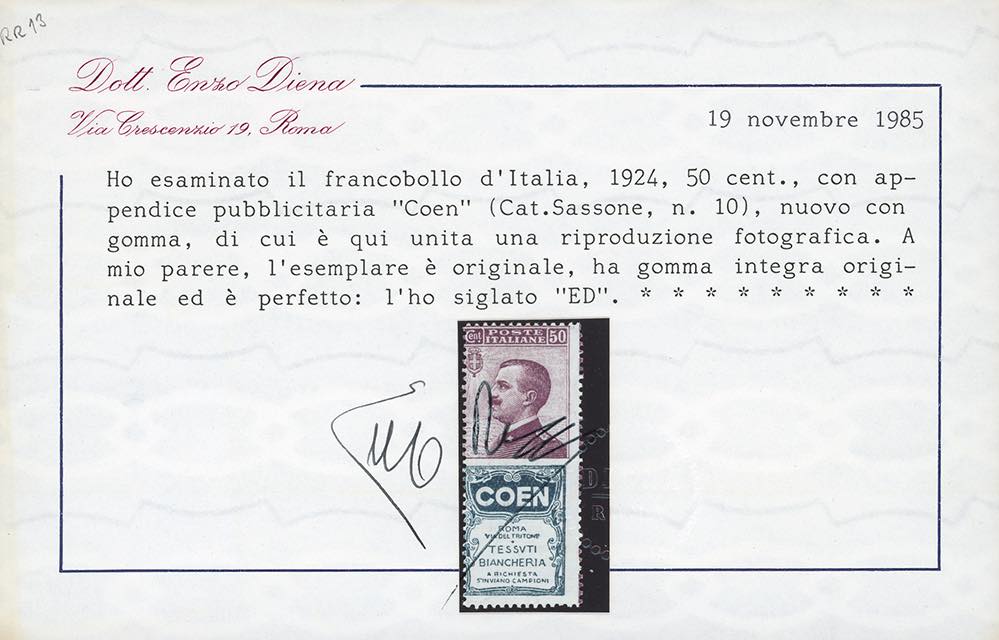 RR13
Dott. Enzo Diena
Via Crescenzio 19, Roma
19 novembre 1985
Ho esaminato il francobollo d'Italia, 1924, 50 cent., con ap-
pendice pubblicitaria "Coen" (Cat.Sassone, n. 10), nuovo con
gomma, di cui è qui unita una riproduzione fotografica. A
mio parere, l'esemplare è originale, ha gomma integra origi-
nale ed è perfetto: l'ho siglato "ED". * * * * * * * * *
Cent POSTE 50
ITALIANE
COEN
ROMA
VIA DEL TRITONE
TESSVTI
BIANCHERIA
A RICHIESTA
S'INVIANO CAMPIONI